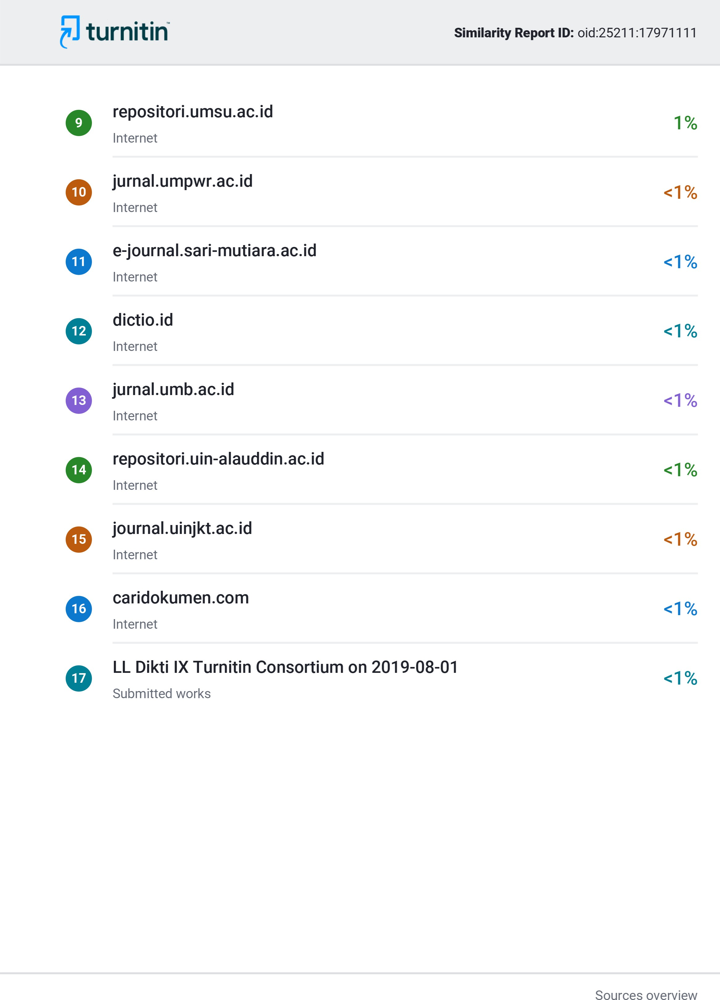 turnitin™
Similarity Report ID: oid:25211:17971111
9
repositori.umsu.ac.id
1%
Internet
10
jurnal.umpwr.ac.id
<1%
Internet
11
e-journal.sari-mutiara.ac.id
<1%
Internet
12
dictio.id
<1%
Internet
13
jurnal.umb.ac.id
<1%
Internet
14
repositori.uin-alauddin.ac.id
<1%
Internet
15
journal.uinjkt.ac.id
<1%
Internet
16
caridokumen.com
<1%
Internet
17
LL Dikti IX Turnitin Consortium on 2019-08-01
<1%
Submitted works
Sources overview